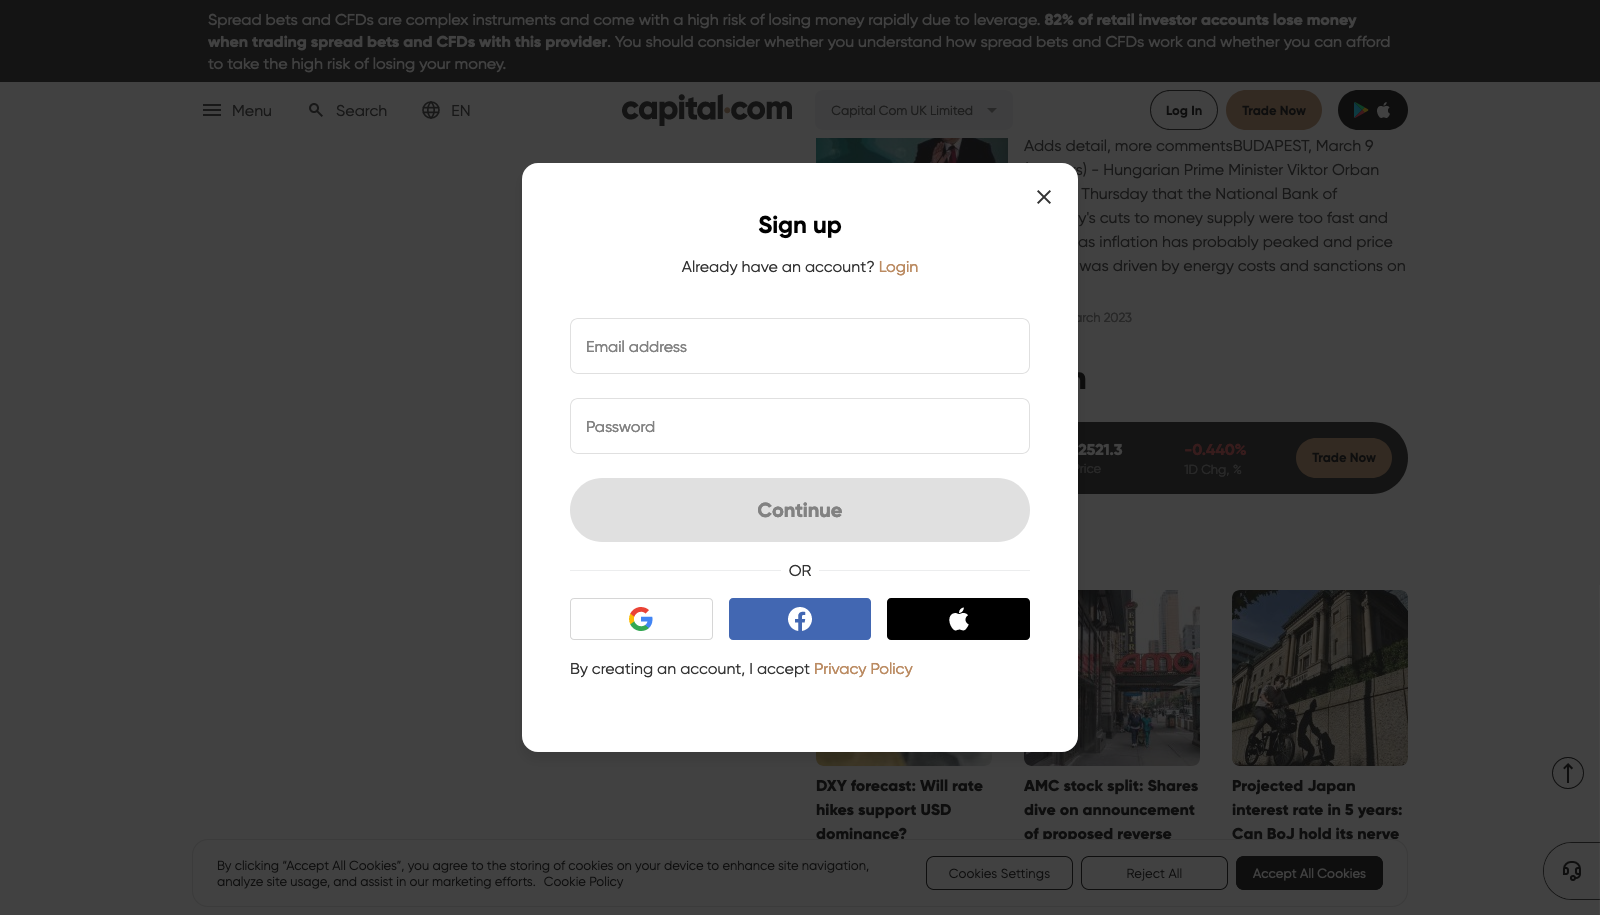 Spread bets and CFDs are complex instruments and come with a high risk of losing money rapidly due to leverage. 82% of retail investor accounts lose money
when trading spread bets and CFDs with this provider. You should consider whether you understand how spread bets and CFDs work and whether you can afford
to take the high risk of losing your money.
Menu
Search
EN
capital.com
Capital Com UK Limited
Log In
Trade Now
Adds detail, more commentsBUDAPEST, March 9
- Hungarian Prime Minister Viktor Orban
Thursday that the National Bank of
cuts to money supply were too fast and
as inflation has probably peaked and price
was driven by energy costs and sanctions on
2023
Sign up
Already have an account? Login
Email address
Password
Continue
OR
By creating an account, I accept Privacy Policy
2521.3
-0.440%
1D Chg, %
Trade Now
AMC
DXY forecast: Will rate
hikes support USD
dominance?
AMC stock split: Shares
dive on announcement
of proposed reverse
Projected Japan
interest rate in 5 years:
Can BoJ hold its nerve
By clicking “Accept All Cookies”, you agree to the storing of cookies on your device to enhance site navigation,
analyze site usage, and assist in our marketing efforts. Cookie Policy
Cookies Settings
Reject All
Accept All Cookies